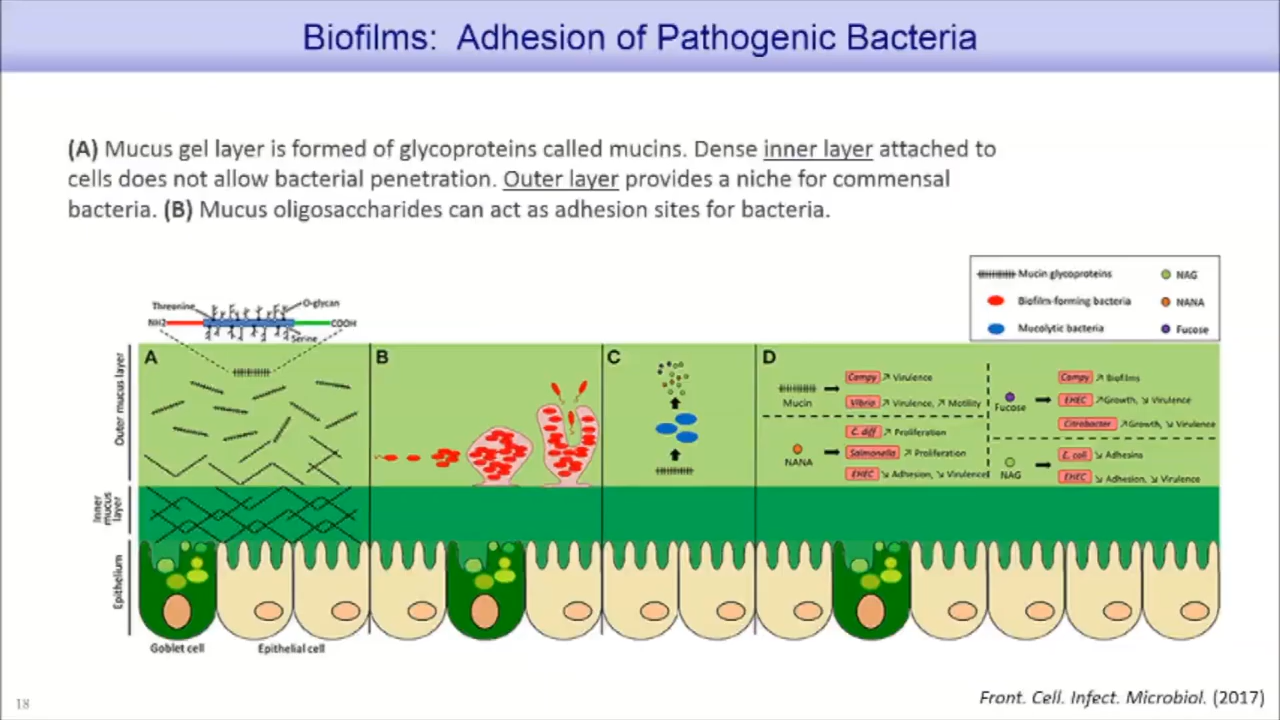 Biofilms: Adhesion of Pathogenic Bacteria
(A) Mucus gel layer is formed of glycoproteins called mucins. Dense inner layer attached to
cells does not allow bacterial penetration. Outer layer provides a niche for commensal
bacteria. (B) Mucus oligosaccharides can act as adhesion sites for bacteria.
Mucin glycoproteins
NAG
Biofilm-forming bacteria
NANA
Mucolytic bacteria
Fucose
Threonine
O-glycan
NH2
COOH
Serine
Outer mucus layer
Inner
mucus
layer
Epithelium
A
B
C
D
Mucin
Campy ↗ Virulence
Vibrio ↗ Virulence, ↗ Motility
NANA
C. diff ↗ Proliferation
Salmonella ↗ Proliferation
EHEC ↘ Adhesion, ↘ Virulence
Fucose
Campy ↗ Biofilms
EHEC ↗Growth, ↘ Virulence
Citrobacter ↗Growth, ↘ Virulence
NAG
E. coli ↘ Adhesins
EHEC ↘ Adhesion, ↘ Virulence
Goblet cell
Epithelial cell
18
Front. Cell. Infect. Microbiol. (2017)